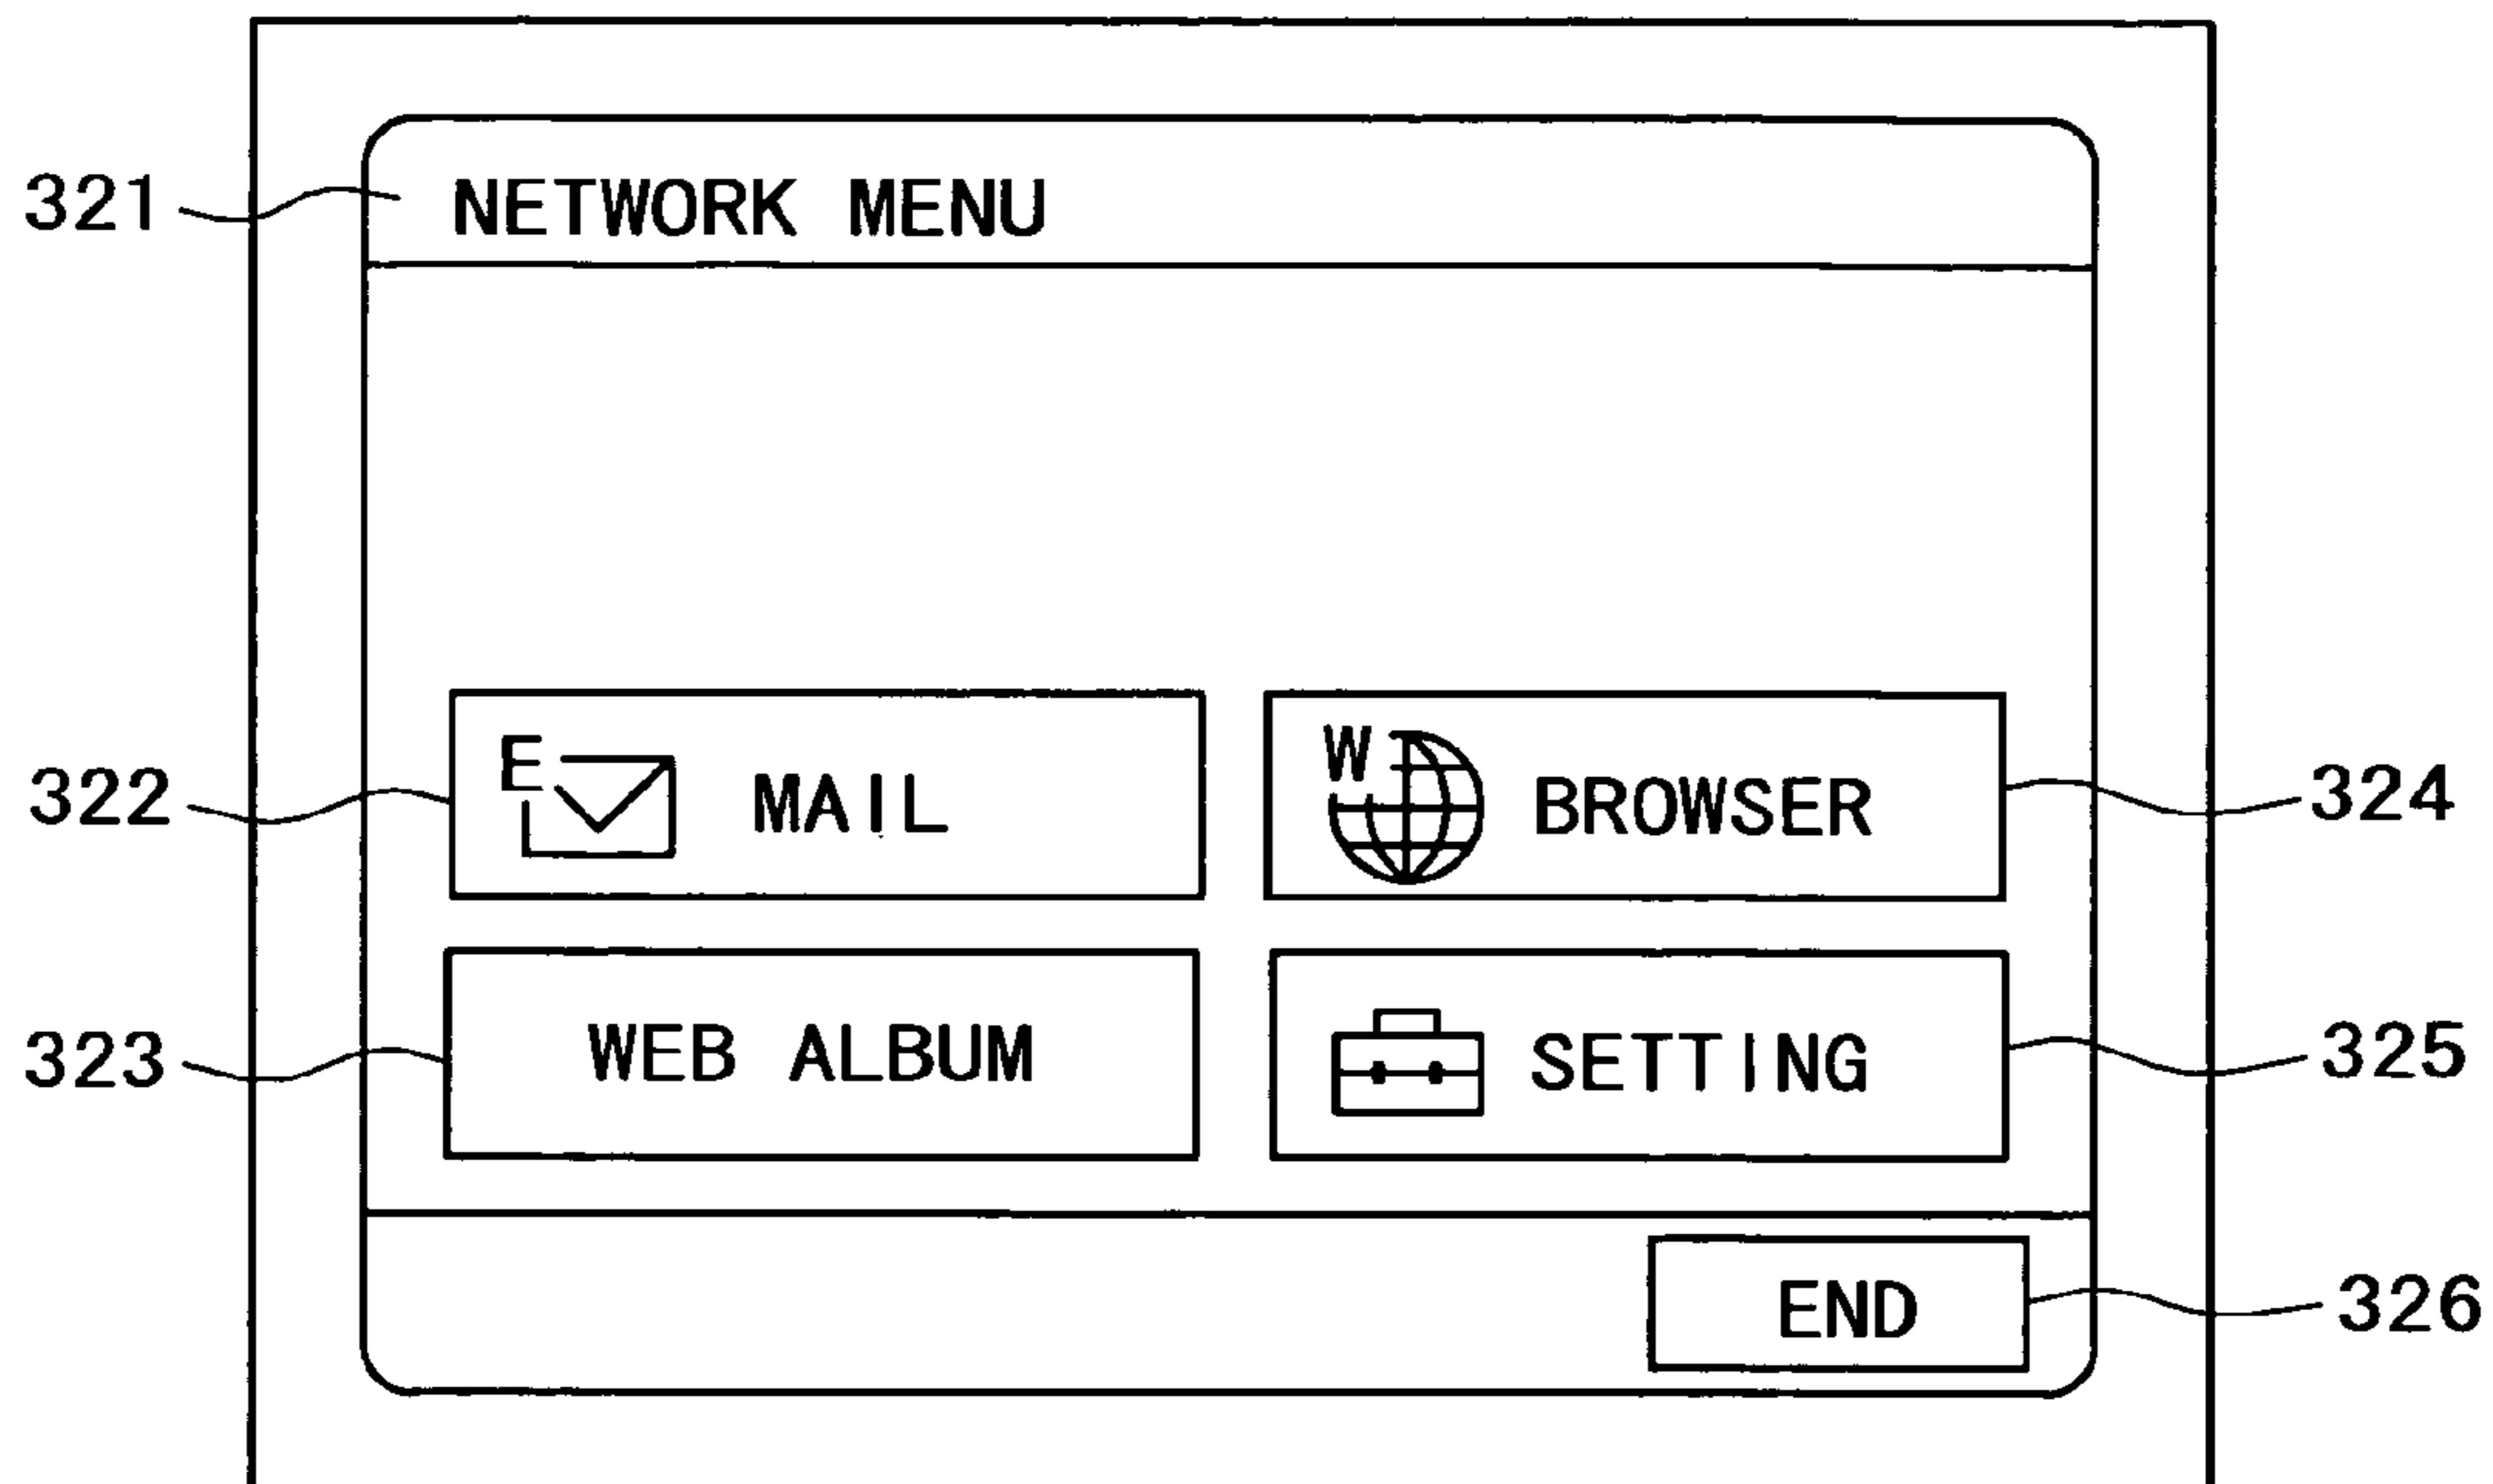 321 NETWORK MENU
322 E MAIL W BROWSER 324
323 WEB ALBUM SETTING 325
END 326